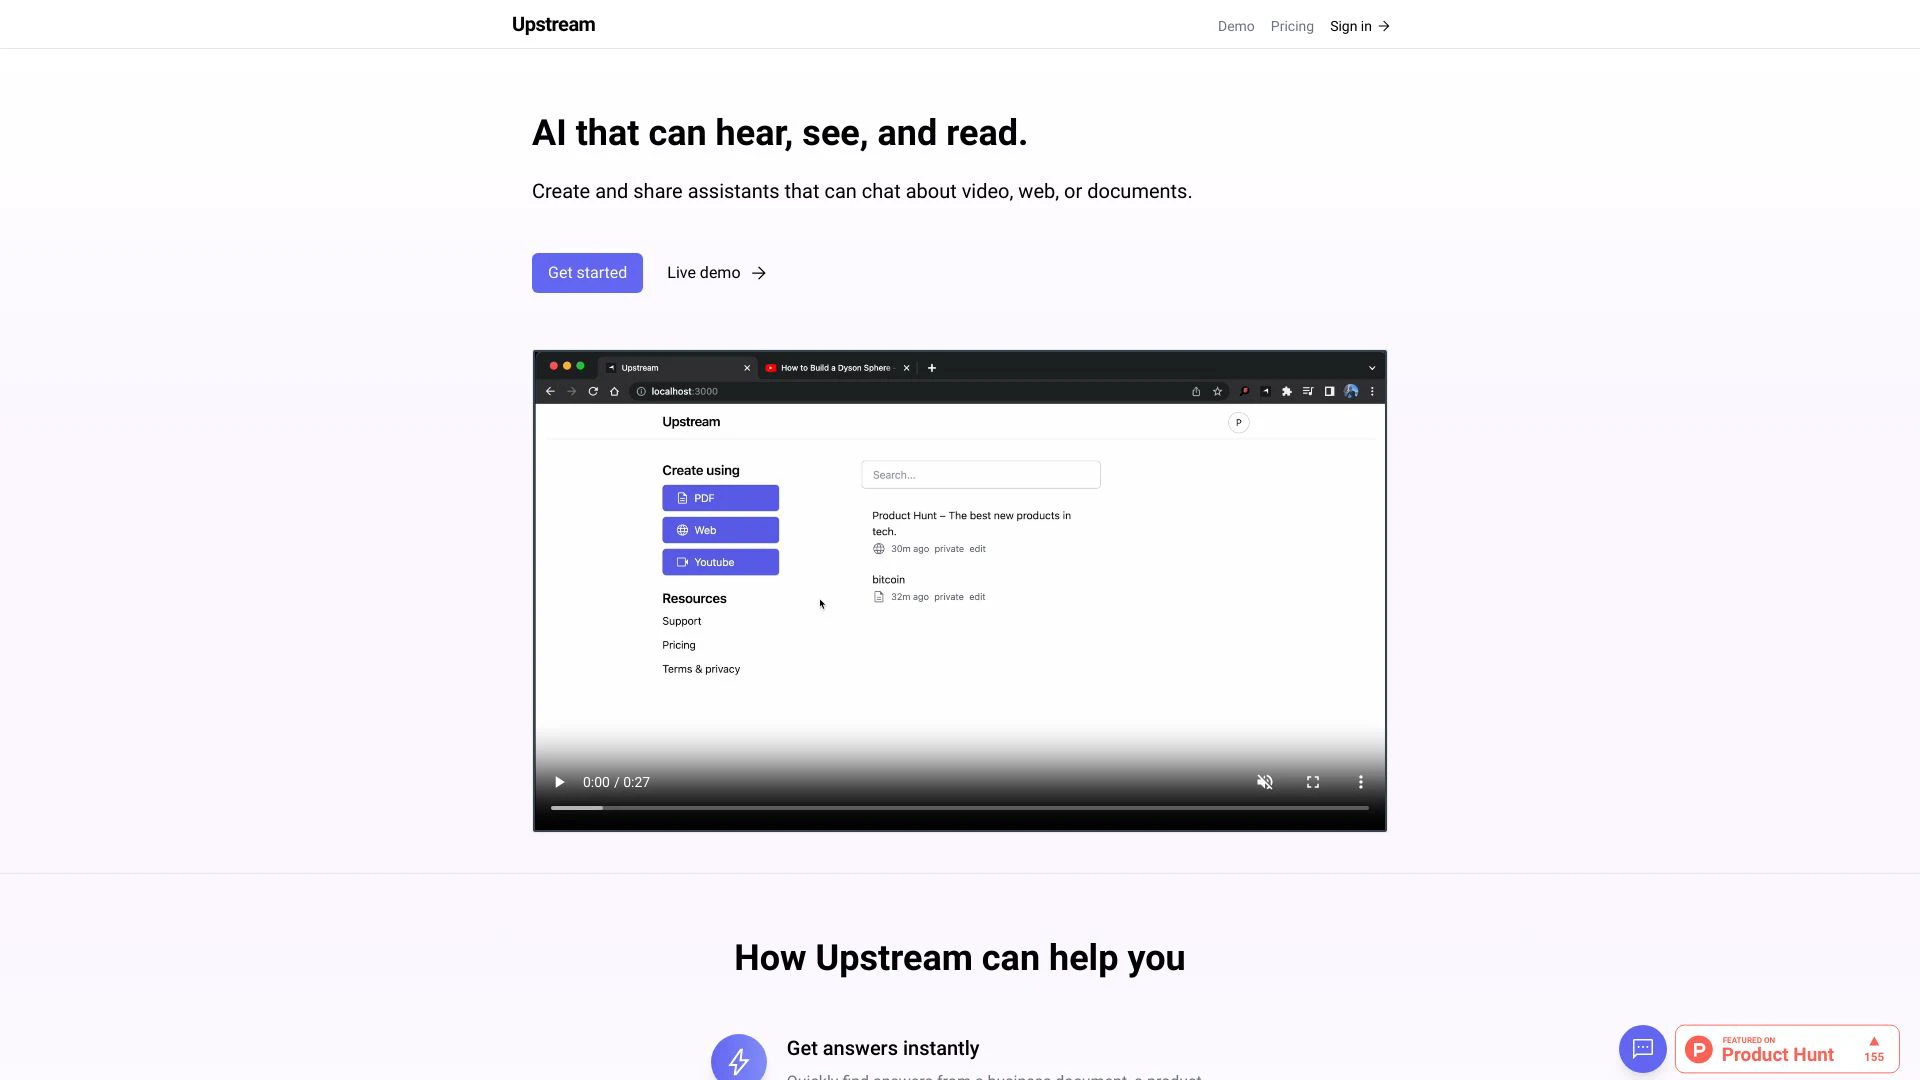 Upstream
Demo
Pricing
Sign in
AI that can hear, see, and read.
Create and share assistants that can chat about video, web, or documents.
Get started
Live demo
Upstream
How to Build a Dyson Sphere -
localhost:3000
Upstream
P
Create using
PDF
Web
Youtube
Resources
Support
Pricing
Terms & privacy
Search...
Product Hunt – The best new products in
tech.
30m ago private edit
bitcoin
32m ago private edit
0:00 / 0:27
How Upstream can help you
Get answers instantly
Quickly find answers from a business document, a product
FEATURED ON
Product Hunt
155